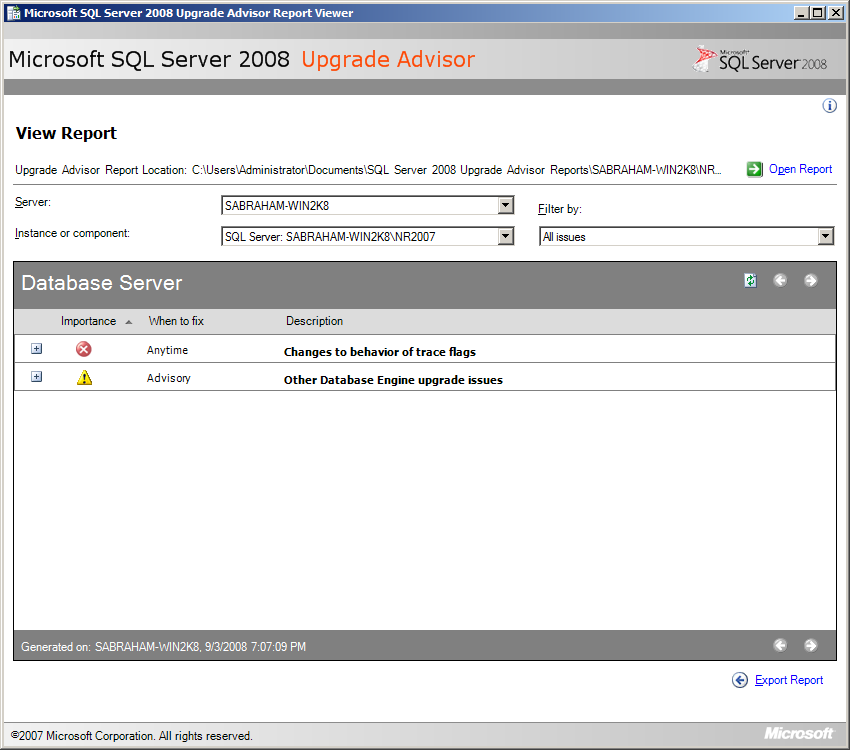 Microsoft SQL Server 2008 Upgrade Advisor Report Viewer
Microsoft SQL Server 2008 Upgrade Advisor
Microsoft®
SQL Server 2008
View Report
Upgrade Advisor Report Location: C:\Users\Administrator\Documents\SQL Server 2008 Upgrade Advisor Reports\SABRAHAM-WIN2K8\NR... Open Report
Server: SABRAHAM-WIN2K8 Filter by:
Instance or component: SQL Server: SABRAHAM-WIN2K8\NR2007 All issues
Database Server
Importance When to fix Description
Anytime Changes to behavior of trace flags
Advisory Other Database Engine upgrade issues
Generated on: SABRAHAM-WIN2K8, 9/3/2008 7:07:09 PM
Export Report
©2007 Microsoft Corporation. All rights reserved. Microsoft